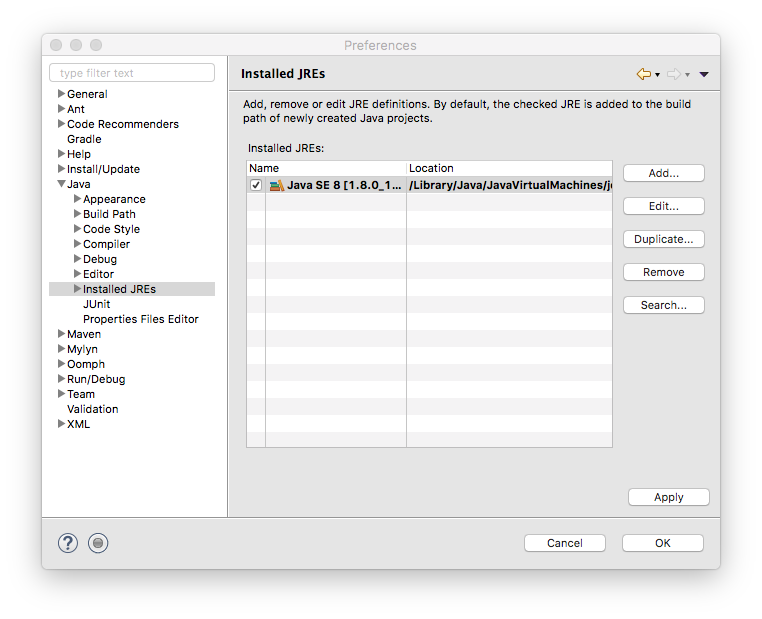 Preferences
type filter text
General
Ant
Code Recommenders
Gradle
Help
Install/Update
Java
Appearance
Build Path
Code Style
Compiler
Debug
Editor
Installed JREs
JUnit
Properties Files Editor
Maven
Mylyn
Oomph
Run/Debug
Team
Validation
XML
Installed JREs
Add, remove or edit JRE definitions. By default, the checked JRE is added to the build
path of newly created Java projects.
Installed JREs:
Name Location
Java SE 8 [1.8.0_1... /Library/Java/JavaVirtualMachines/j
Add...
Edit...
Duplicate...
Remove
Search...
Apply
?
Cancel OK